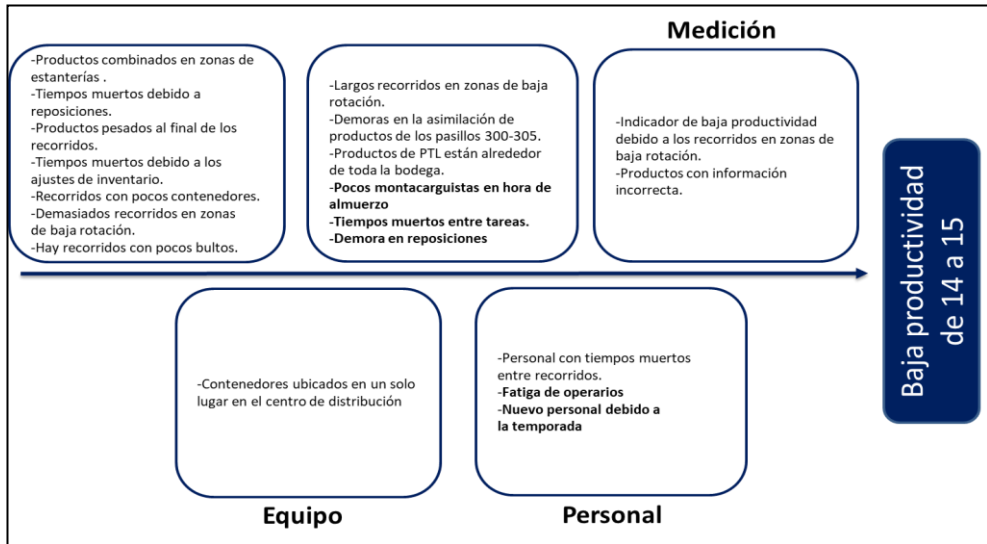 Medición
-Productos combinados en zonas de
estanterías .
-Tiempos muertos debido a
reposiciones.
-Productos pesados al final de los
recorridos.
-Tiempos muertos debido a los
ajustes de inventario.
-Recorridos con pocos contenedores.
-Demasiados recorridos en zonas
de baja rotación.
-Hay recorridos con pocos bultos.
-Largos recorridos en zonas de baja
rotación.
-Demoras en la asimilación de
productos de los pasillos 300-305.
-Productos de PTL están alrededor
de toda la bodega.
-Pocos montacarguistas en hora de
almuerzo
-Tiempos muertos entre tareas.
-Demora en reposiciones
-Indicador de baja productividad
debido a los recorridos en zonas de
baja rotación.
-Productos con información
incorrecta.
Baja productividad
de 14 a 15
-Contenedores ubicados en un solo
lugar en el centro de distribución
-Personal con tiempos muertos
entre recorridos.
-Fatiga de operarios
-Nuevo personal debido a
la temporada
Equipo
Personal